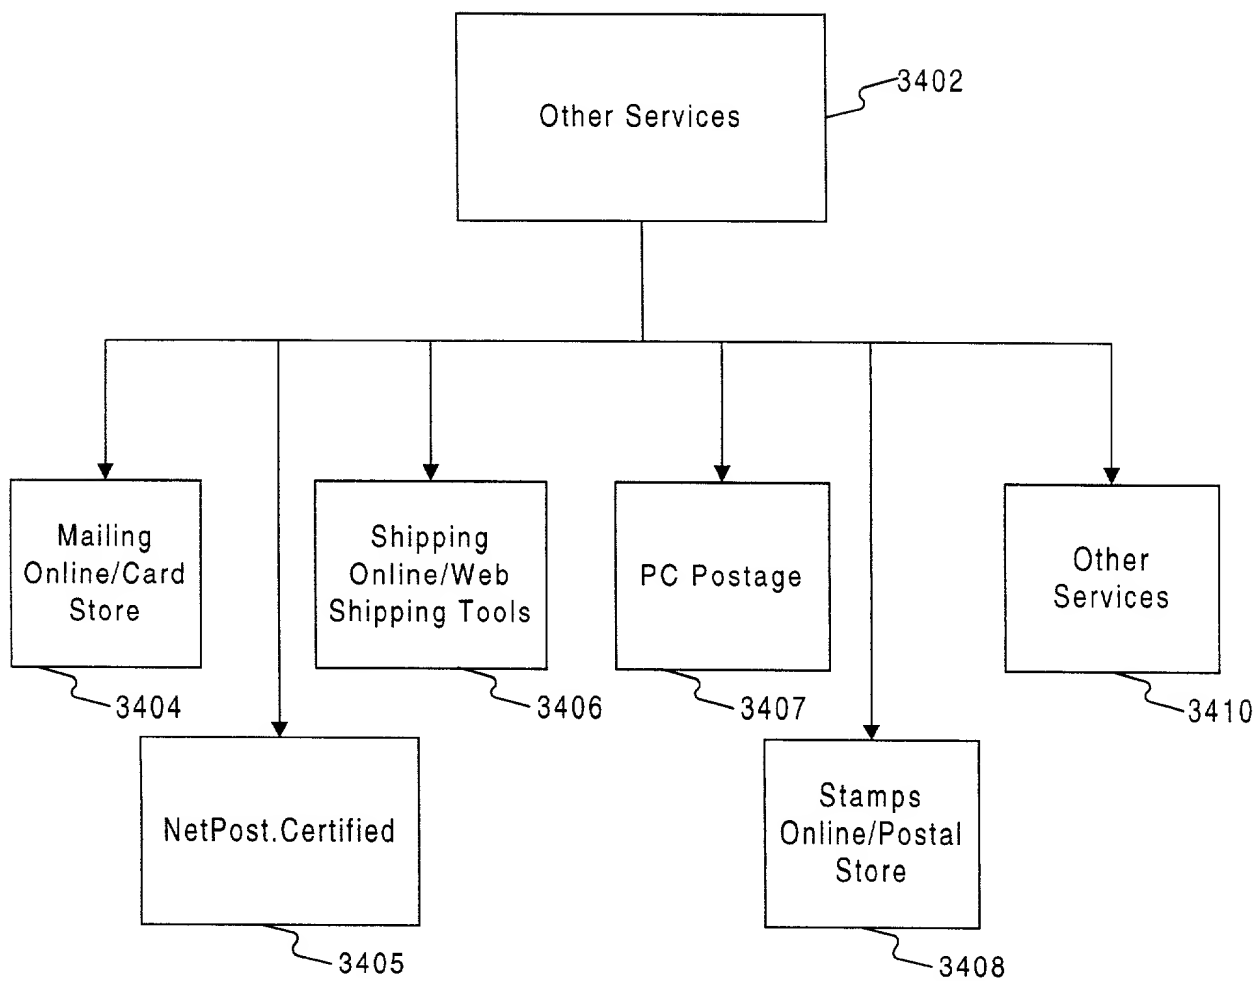 Other Services
3402
Mailing
Online/Card
Store
3404
Shipping
Online/Web
Shipping Tools
3406
PC Postage
3407
Other
Services
3410
NetPost.Certified
3405
Stamps
Online/Postal
Store
3408